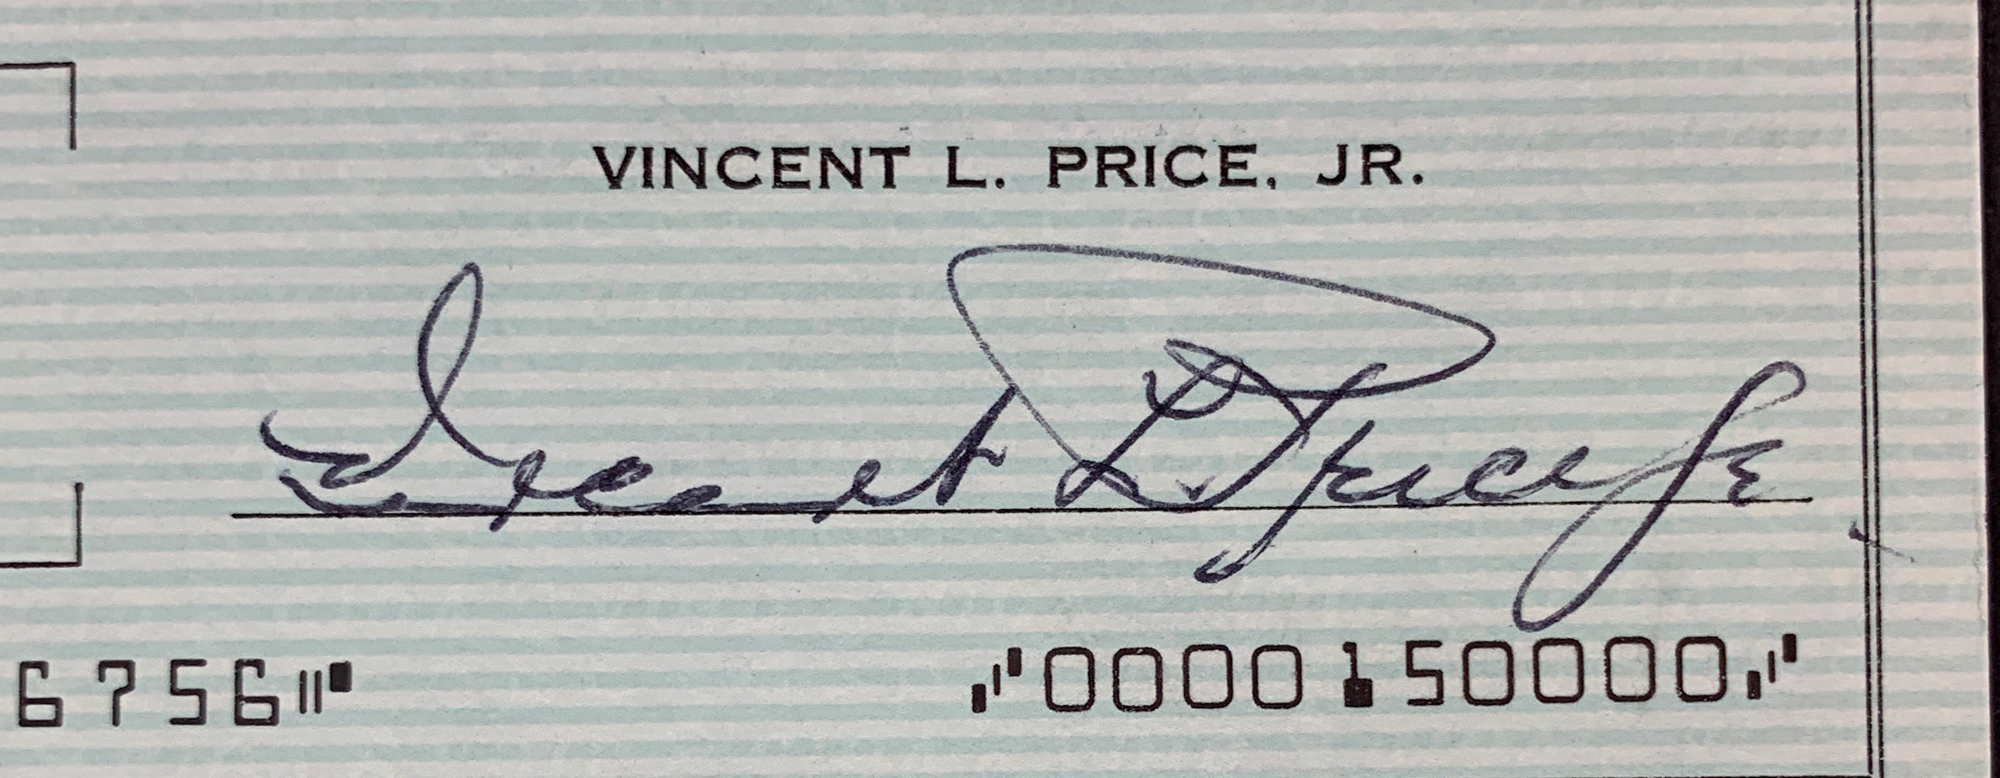 VINCENT L. PRICE, JR.
Vincent L Price Jr
6756⑈ ⑆0000150000⑆